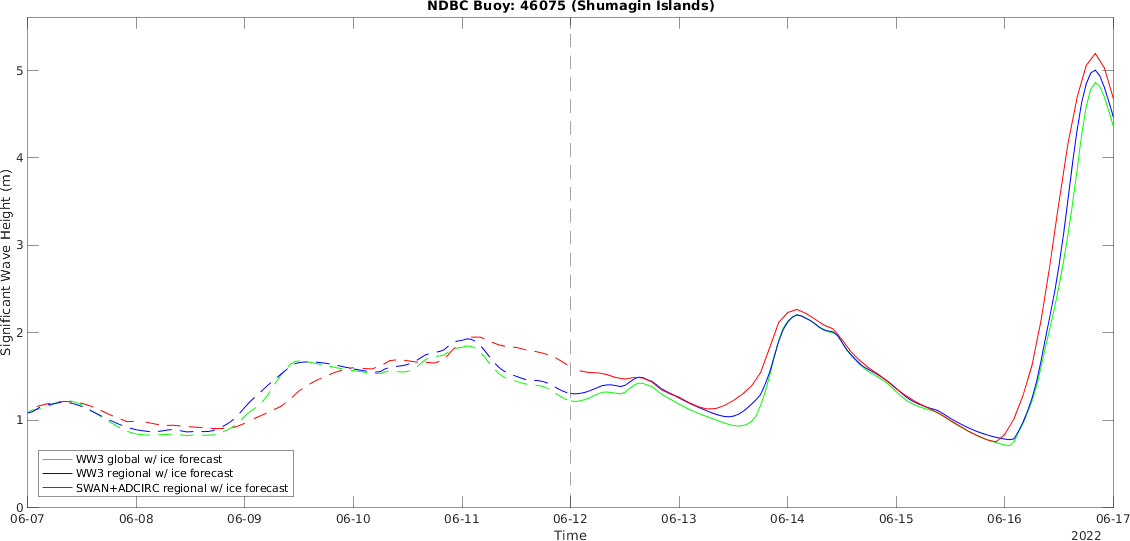 NDBC Buoy: 46075 (Shumagin Islands)
Significant Wave Height (m)
5
4
3
2
1
0
WW3 global w/ ice forecast
WW3 regional w/ ice forecast
SWAN+ADCIRC regional w/ ice forecast
06-07 06-08 06-09 06-10 06-11 06-12 06-13 06-14 06-15 06-16 06-17
Time
2022